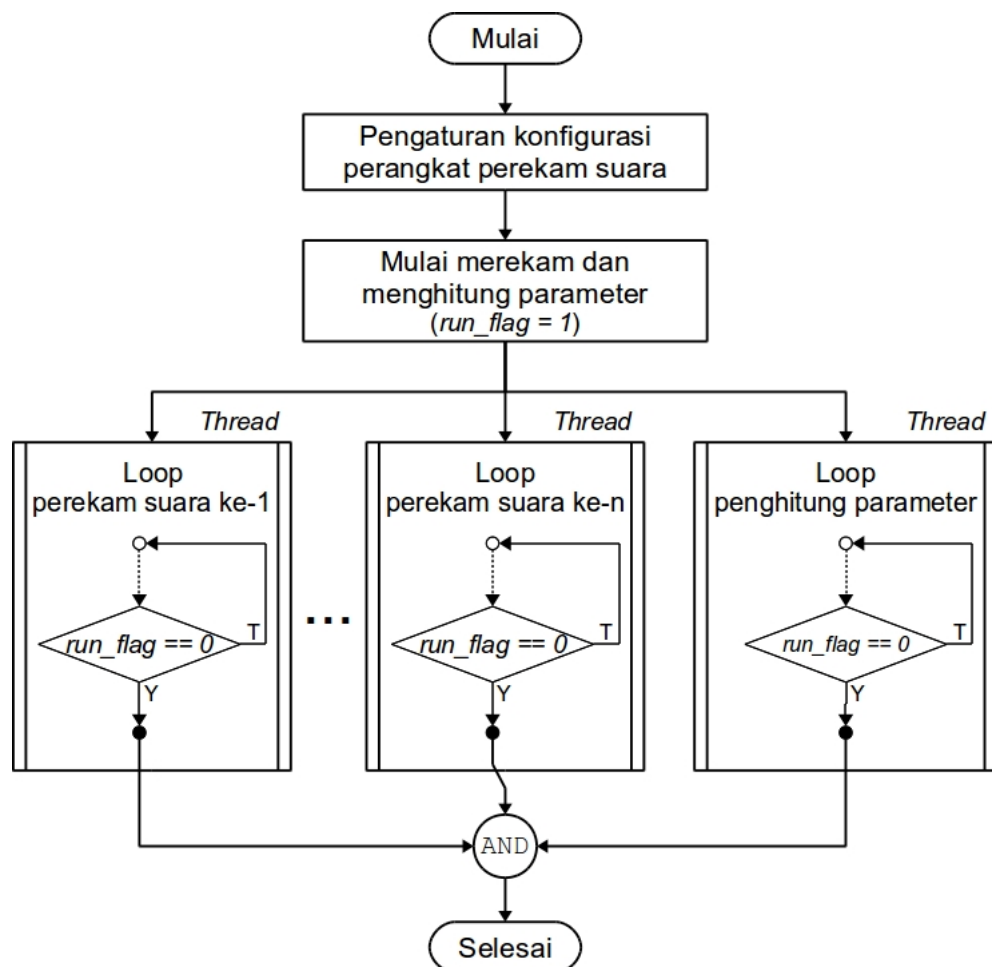 Mulai
Pengaturan konfigurasi
perangkat perekam suara
Mulai merekam dan
menghitung parameter
(run_flag = 1)
Thread
Loop
perekam suara ke-1
run_flag == 0
T
Y
...
Thread
Loop
perekam suara ke-n
run_flag == 0
T
Y
Thread
Loop
penghitung parameter
run_flag == 0
T
Y
AND
Selesai